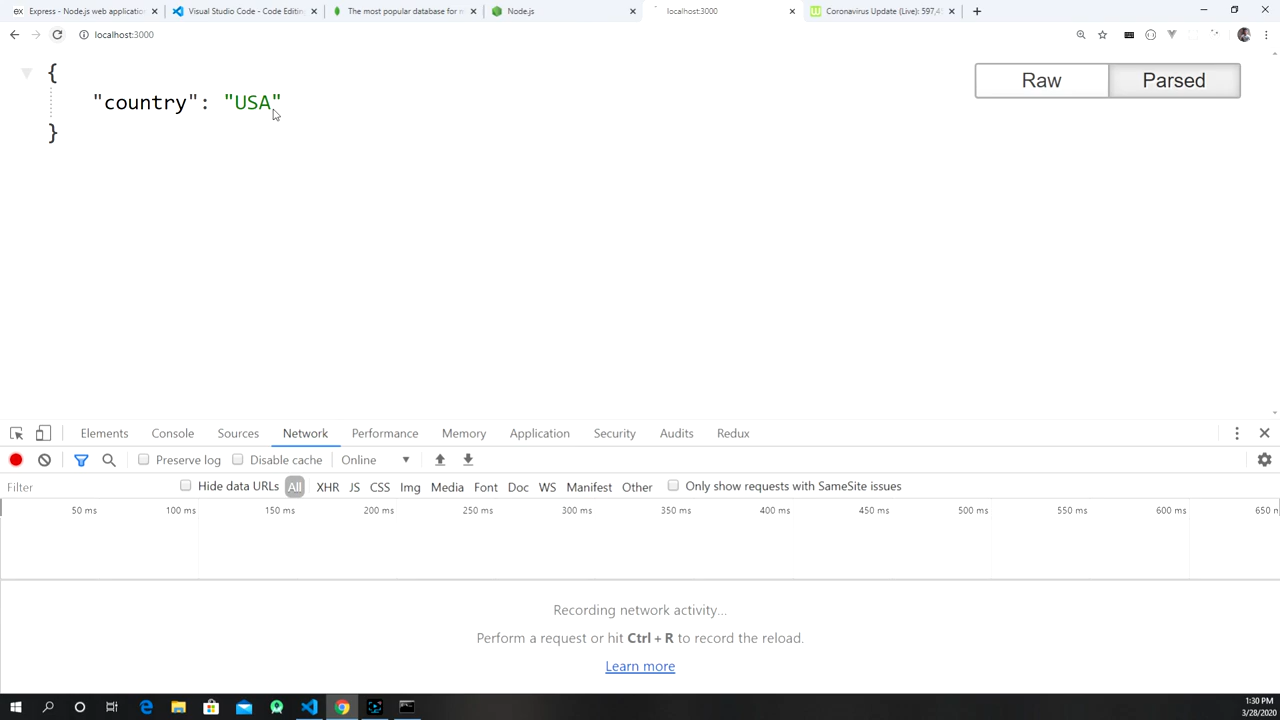 Express - Node.js web application
Visual Studio Code - Code Editing
The most popular database for m
Node.js
localhost:3000
Coronavirus Update (Live): 597,4
localhost:3000
{
"country": "USA"
}
Raw
Parsed
Elements
Console
Sources
Network
Performance
Memory
Application
Security
Audits
Redux
Preserve log
Disable cache
Online
Filter
Hide data URLs
All
XHR
JS
CSS
Img
Media
Font
Doc
WS
Manifest
Other
Only show requests with SameSite issues
50 ms
100 ms
150 ms
200 ms
250 ms
300 ms
350 ms
400 ms
450 ms
500 ms
550 ms
600 ms
650 n
Recording network activity...
Perform a request or hit Ctrl + R to record the reload.
Learn more
1:30 PM
3/28/2020